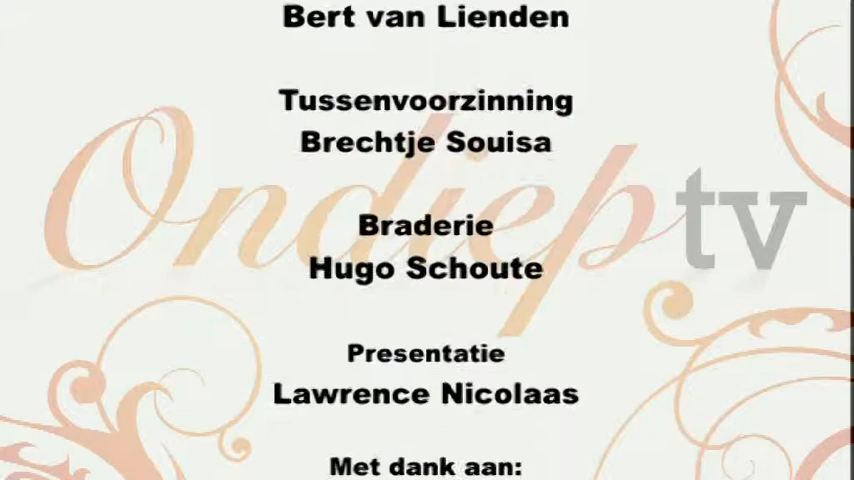 Bert van Lienden
Tussenvoorzinning
Brechtje Souisa
Ondiep tv
Braderie
Hugo Schoute
Presentatie
Lawrence Nicolaas
Met dank aan: